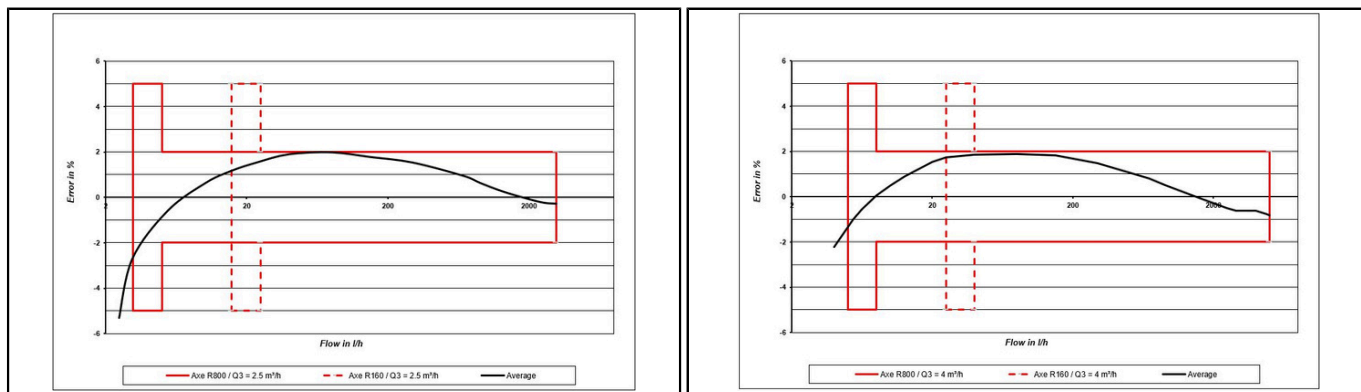 6
4
2
0
2
20
200
2000
-2
-4
-6
Error in %
Flow in l/h
Axe R800 / Q3 = 2.5 m³/h
Axe R160 / Q3 = 2.5 m³/h
Average
6
4
2
0
2
20
200
2000
-2
-4
-6
Error in %
Flow in l/h
Axe R800 / Q3 = 4 m³/h
Axe R160 / Q3 = 4 m³/h
Average